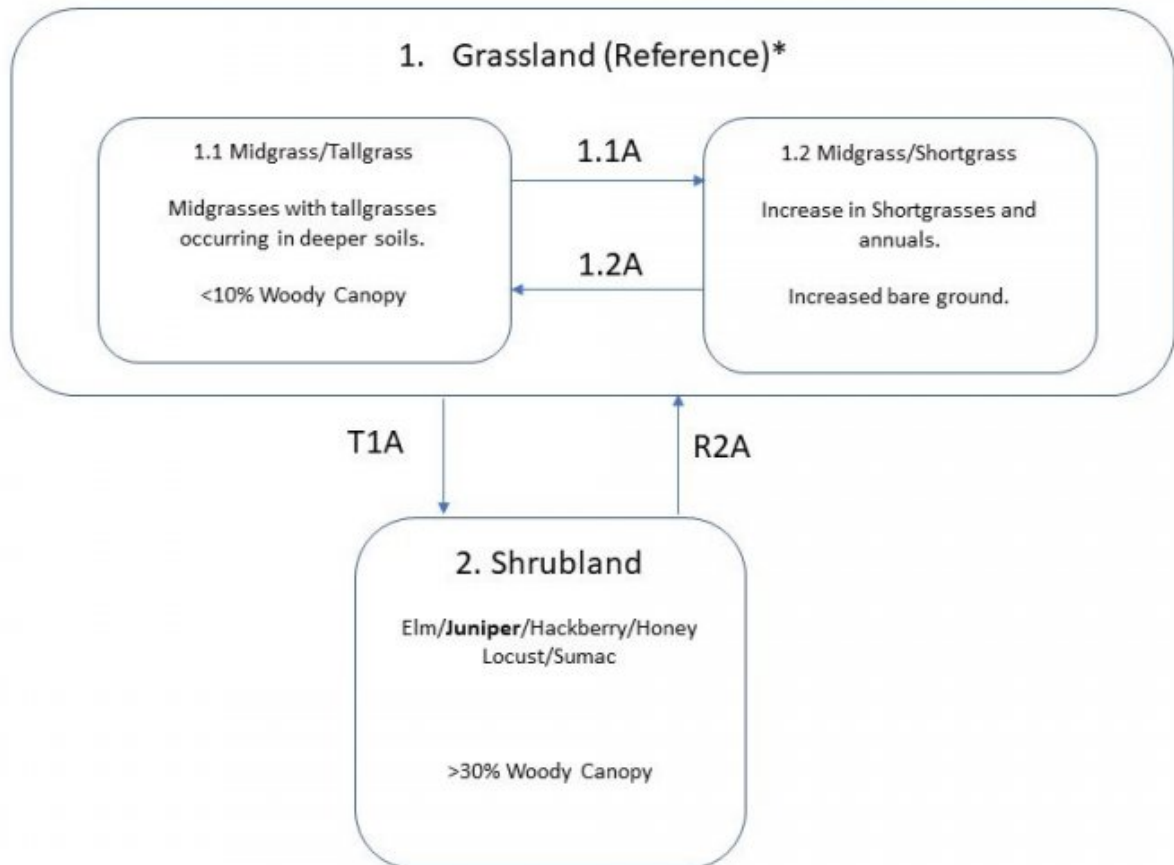 1. Grassland (Reference)*
1.1 Midgrass/Tallgrass
Midgrasses with tallgrasses
occurring in deeper soils.
<10% Woody Canopy
1.1A
1.2A
1.2 Midgrass/Shortgrass
Increase in Shortgrasses and
annuals.
Increased bare ground.
T1A
R2A
2. Shrubland
Elm/Juniper/Hackberry/Honey
Locust/Sumac
>30% Woody Canopy